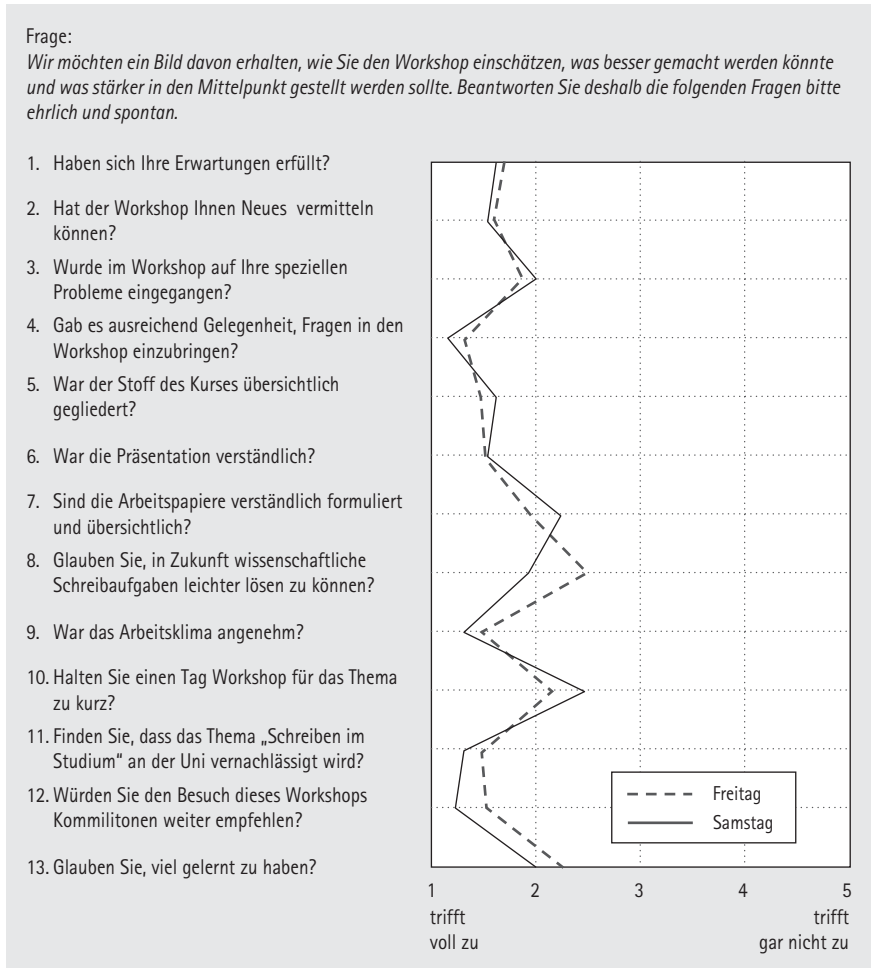 Frage:
Wir möchten ein Bild davon erhalten, wie Sie den Workshop einschätzen, was besser gemacht werden könnte
und was stärker in den Mittelpunkt gestellt werden sollte. Beantworten Sie deshalb die folgenden Fragen bitte
ehrlich und spontan.
1. Haben sich Ihre Erwartungen erfüllt?
2. Hat der Workshop Ihnen Neues vermitteln
können?
3. Wurde im Workshop auf Ihre speziellen
Probleme eingegangen?
4. Gab es ausreichend Gelegenheit, Fragen in den
Workshop einzubringen?
5. War der Stoff des Kurses übersichtlich
gegliedert?
6. War die Präsentation verständlich?
7. Sind die Arbeitspapiere verständlich formuliert
und übersichtlich?
8. Glauben Sie, in Zukunft wissenschaftliche
Schreibaufgaben leichter lösen zu können?
9. War das Arbeitsklima angenehm?
10. Halten Sie einen Tag Workshop für das Thema
zu kurz?
11. Finden Sie, dass das Thema „Schreiben im
Studium“ an der Uni vernachlässigt wird?
12. Würden Sie den Besuch dieses Workshops
Kommilitonen weiter empfehlen?
13. Glauben Sie, viel gelernt zu haben?
Freitag
Samstag
1 2 3 4 5
trifft trifft
voll zu gar nicht zu